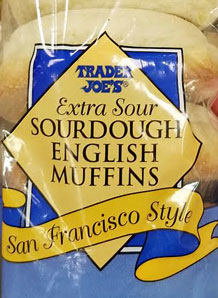 TRADER
JOE'S®
Extra Sour
SOURDOUGH
ENGLISH
MUFFINS
San Francisco Style